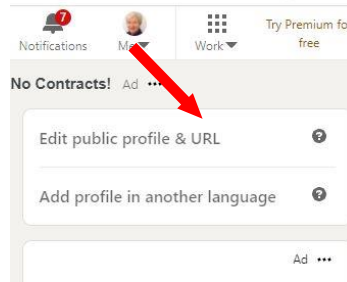 7
Try Premium fo
Notifications Me Work free
No Contracts! Ad •••
Edit public profile & URL ?
Add profile in another language ?
Ad •••